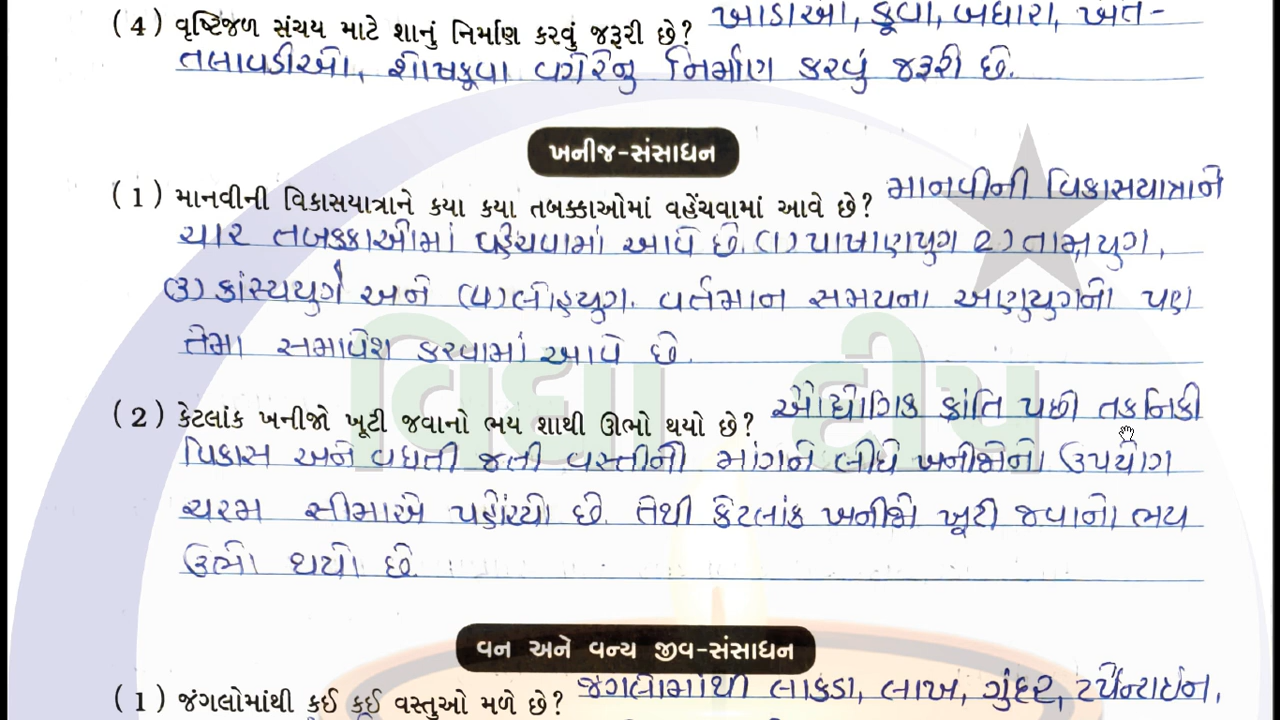 (4) વૃષ્ટિજળ સંચય માટે શાનું નિર્માણ કરવું જરૂરી છે? ખાડાઓ, કૂવા, બંધારા, ખેત-
તલાવડીઓ, શોષકૂવા વગેરેનું નિર્માણ કરવું જરૂરી છે.
ખનીજ-સંસાધન
(1) માનવીની વિકાસયાત્રાને કયા કયા તબક્કાઓમાં વહેંચવામાં આવે છે? માનવીની વિકાસયાત્રાને
ચાર તબક્કાઓમાં વહેંચવામાં આવે છે. (1) પાષાણયુગ 2) તામ્રયુગ,
(3) કાંસ્યયુગ અને (4) લોહયુગ. વર્તમાન સમયના અણુયુગનો પણ
તેમા સમાવેશ કરવામાં આવે છે.
વિદ્યા દીપ
(2) કેટલાંક ખનીજો ખૂટી જવાનો ભય શાથી ઊભો થયો છે? ઔદ્યોગિક ક્રાંતિ પછી તકનિકી
વિકાસ અને વધતી જતી વસ્તીની માંગને લીધે ખનીજોનો ઉપયોગ
ચરમ સીમાએ પહોંચ્યો છે. તેથી કેટલાંક ખનીજો ખૂટી જવાનો ભય
ઉભો થયો છે.
વન અને વન્ય જીવ-સંસાધન
(1) જંગલોમાંથી કઈ કઈ વસ્તુઓ મળે છે? જંગલોમાંથી લાકડા, લાખ, ગુંદર, ટર્પેન્ટાઈન,